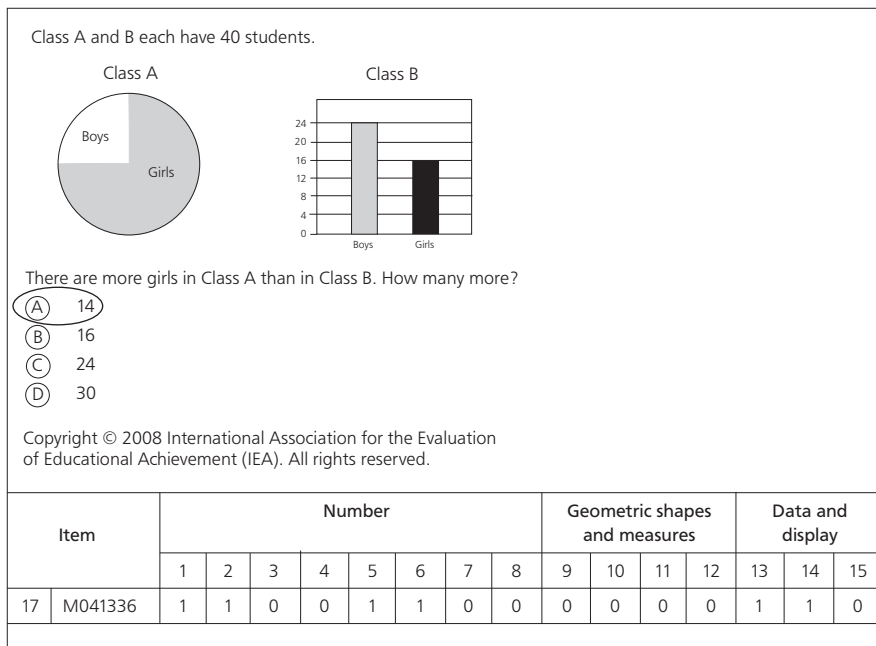 Class A and B each have 40 students.
Class A
Class B
Boys
Girls
24
20
16
12
8
4
0
Boys Girls
There are more girls in Class A than in Class B. How many more?
A 14
B 16
C 24
D 30
Copyright © 2008 International Association for the Evaluation
of Educational Achievement (IEA). All rights reserved.
Item
Number
Geometric shapes
and measures
Data and
display
1 2 3 4 5 6 7 8 9 10 11 12 13 14 15
17 M041336 1 1 0 0 1 1 0 0 0 0 0 0 1 1 0